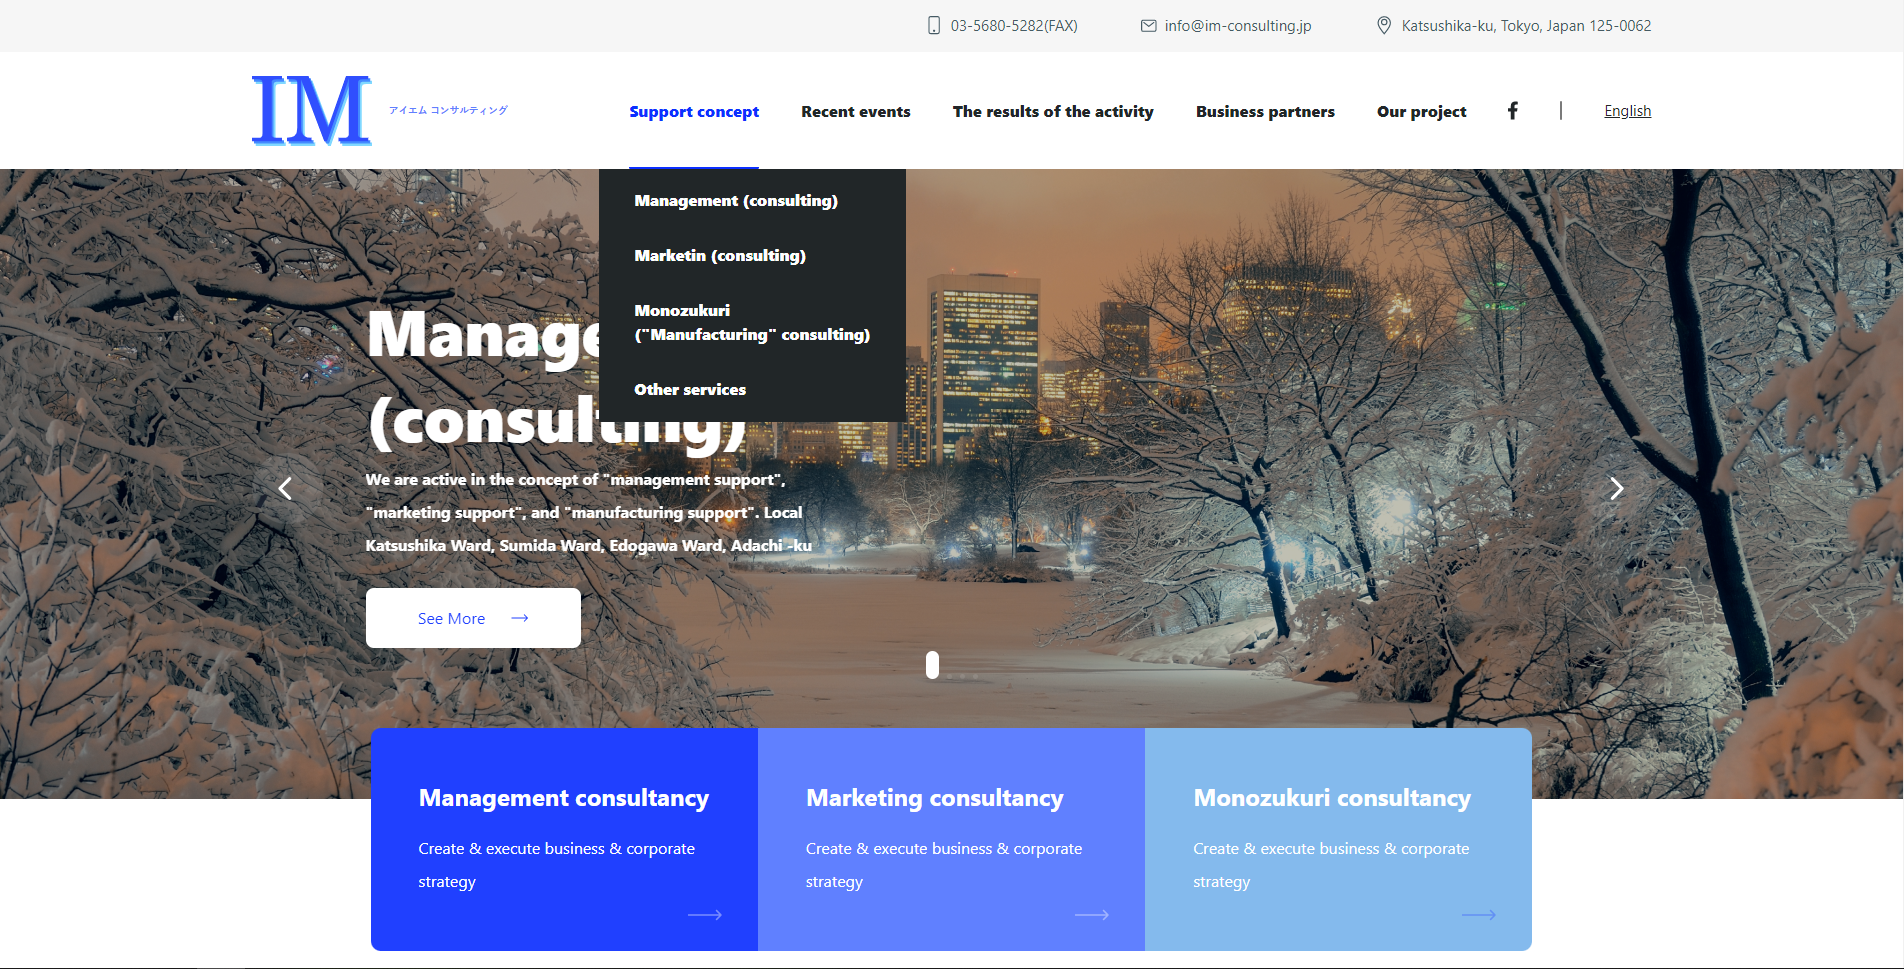 03-5680-5282(FAX)
info@im-consulting.jp
Katsushika-ku, Tokyo, Japan 125-0062
IM
アイエム コンサルティング
Support concept
Recent events
The results of the activity
Business partners
Our project
English
Management (consulting)
Marketin (consulting)
Monozukuri
("Manufacturing" consulting)
Other services
(consulting)
We are active in the concept of "management support",
"marketing support", and "manufacturing support". Local
Katsushika Ward, Sumida Ward, Edogawa Ward, Adachi -ku
See More
Management consultancy
Create & execute business & corporate
strategy
Marketing consultancy
Create & execute business & corporate
strategy
Monozukuri consultancy
Create & execute business & corporate
strategy